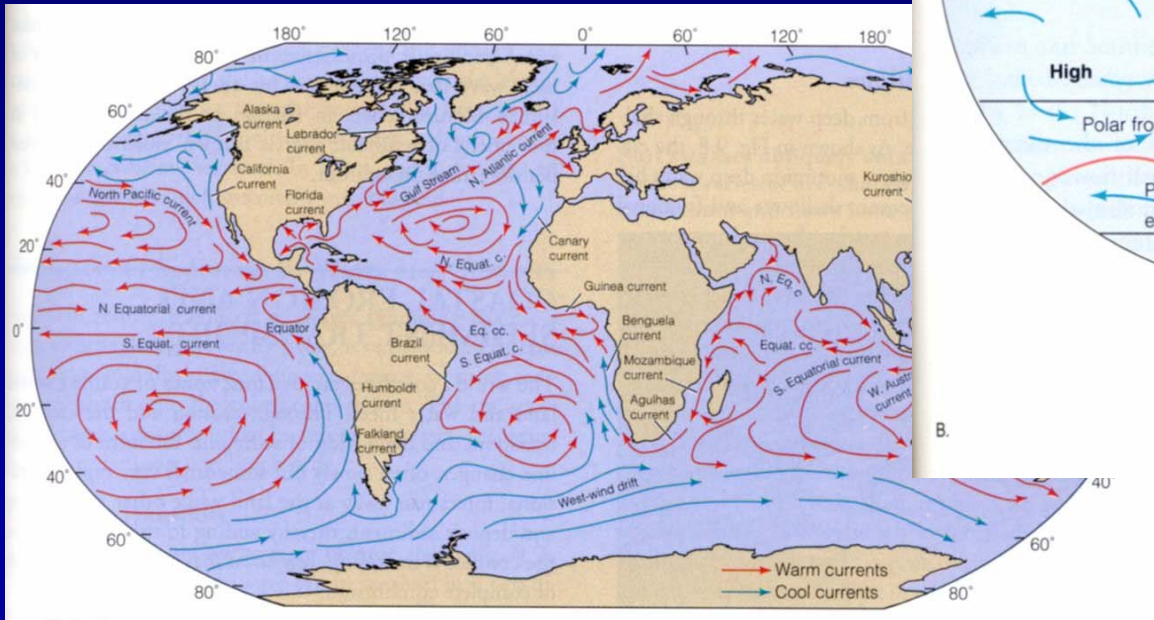 180° 120° 60° 0° 60° 120° 180°
80°
60°
40°
20°
0°
20°
40°
60°
80°
40°
60°
80°
Alaska
current
Labrador
current
California
current
Florida
current
Gulf Stream
N. Atlantic current
North Pacific current
Kuroshio
current
Canary
current
N. Equat. c.
Guinea current
N. Eq. c
N. Equatorial current
Equator
S. Equat. current
Eq. cc.
S. Equat. c.
Brazil
current
Benguela
current
Mozambique
current
Equat. cc.
S. Equatorial current
W. Aust
current
Humboldt
current
Agulhas
current
Falkland
current
West-wind drift
Warm currents
Cool currents
High
Polar fro
P
e
B.